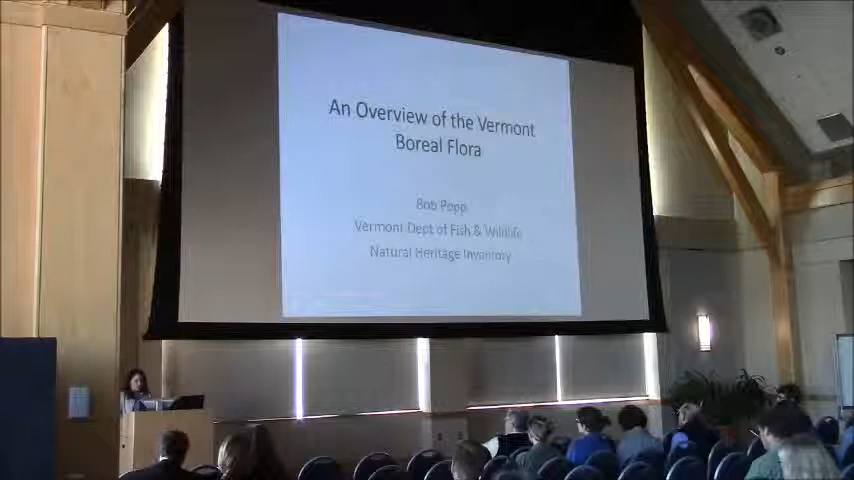 An Overview of the Vermont
Boreal Flora
Bob Popp
Vermont Dept of Fish & Wildlife
Natural Heritage Inventory